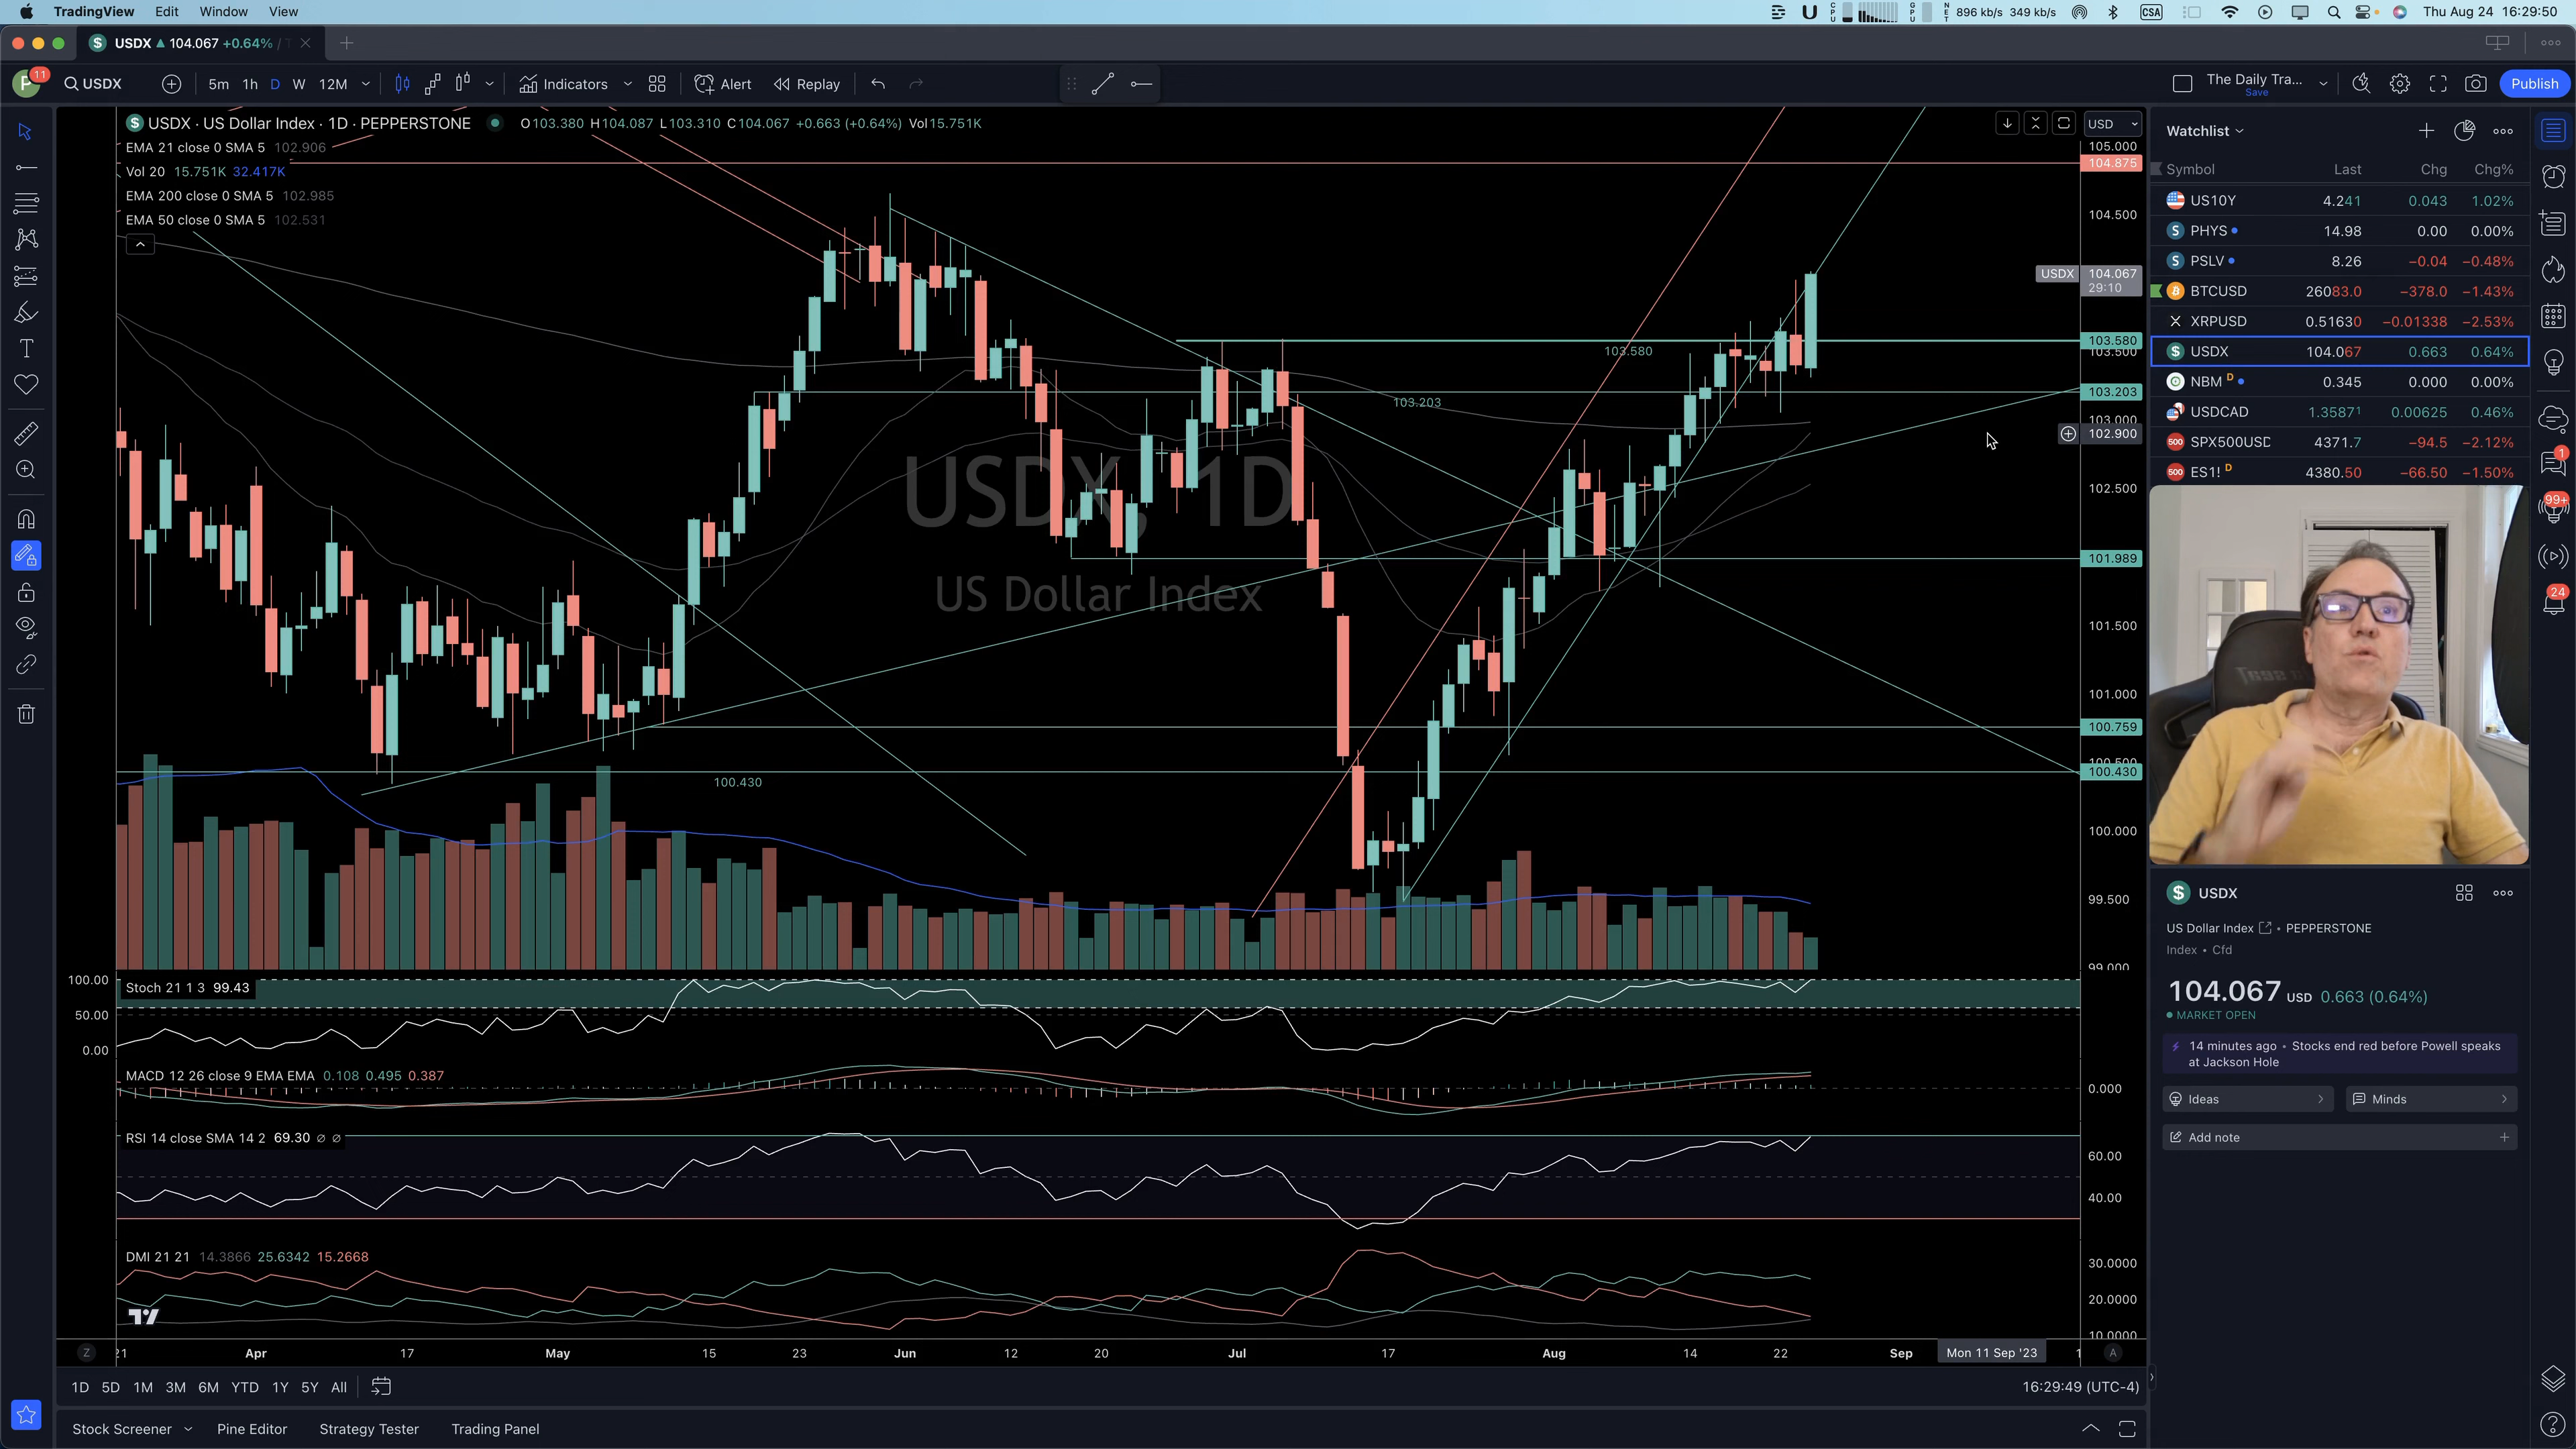 TradingView Edit Window View
CPU GPU NET 896 kb/s 349 kb/s CSA Thu Aug 24 16:29:50
USDX ▲ 104.067 +0.64% / T
11 USDX 5m 1h D W 12M Indicators Alert Replay The Daily Tra... Save Publish
USDX · US Dollar Index · 1D · PEPPERSTONE O103.380 H104.087 L103.310 C104.067 +0.663 (+0.64%) Vol15.751K
EMA 21 close 0 SMA 5 102.906
Vol 20 15.751K 32.417K
EMA 200 close 0 SMA 5 102.985
EMA 50 close 0 SMA 5 102.531
USD
105.000
104.875
104.500
USDX 104.067
29:10
103.580
103.580
103.500
103.203
103.203
103.000
102.900
102.500
101.989
101.500
101.000
100.759
100.500
100.430
100.430
100.000
99.500
99.000
USDX, 1D
US Dollar Index
Stoch 21 1 3 99.43
100.00
50.00
0.00
MACD 12 26 close 9 EMA EMA 0.108 0.495 0.387
0.000
RSI 14 close SMA 14 2 69.30 ∅ ∅
60.00
40.00
DMI 21 21 14.3866 25.6342 15.2668
30.0000
20.0000
10.0000
Z 21 Apr 17 May 15 23 Jun 12 20 Jul 17 Aug 14 22 Sep Mon 11 Sep '23 1 A
1D 5D 1M 3M 6M YTD 1Y 5Y All 16:29:49 (UTC-4)
Stock Screener Pine Editor Strategy Tester Trading Panel
Watchlist
Symbol Last Chg Chg%
US10Y 4.241 0.043 1.02%
PHYS 14.98 0.00 0.00%
PSLV 8.26 −0.04 −0.48%
BTCUSD 26083.0 −378.0 −1.43%
XRPUSD 0.51630 −0.01338 −2.53%
USDX 104.067 0.663 0.64%
NBM D 0.345 0.000 0.00%
USDCAD 1.35871 0.00625 0.46%
500 SPX500USD 4371.7 −94.5 −2.12%
500 ES1! D 4380.50 −66.50 −1.50%
USDX
US Dollar Index • PEPPERSTONE
Index • Cfd
104.067 USD 0.663 (0.64%)
MARKET OPEN
14 minutes ago • Stocks end red before Powell speaks
at Jackson Hole
Ideas Minds
Add note
1
99+
24